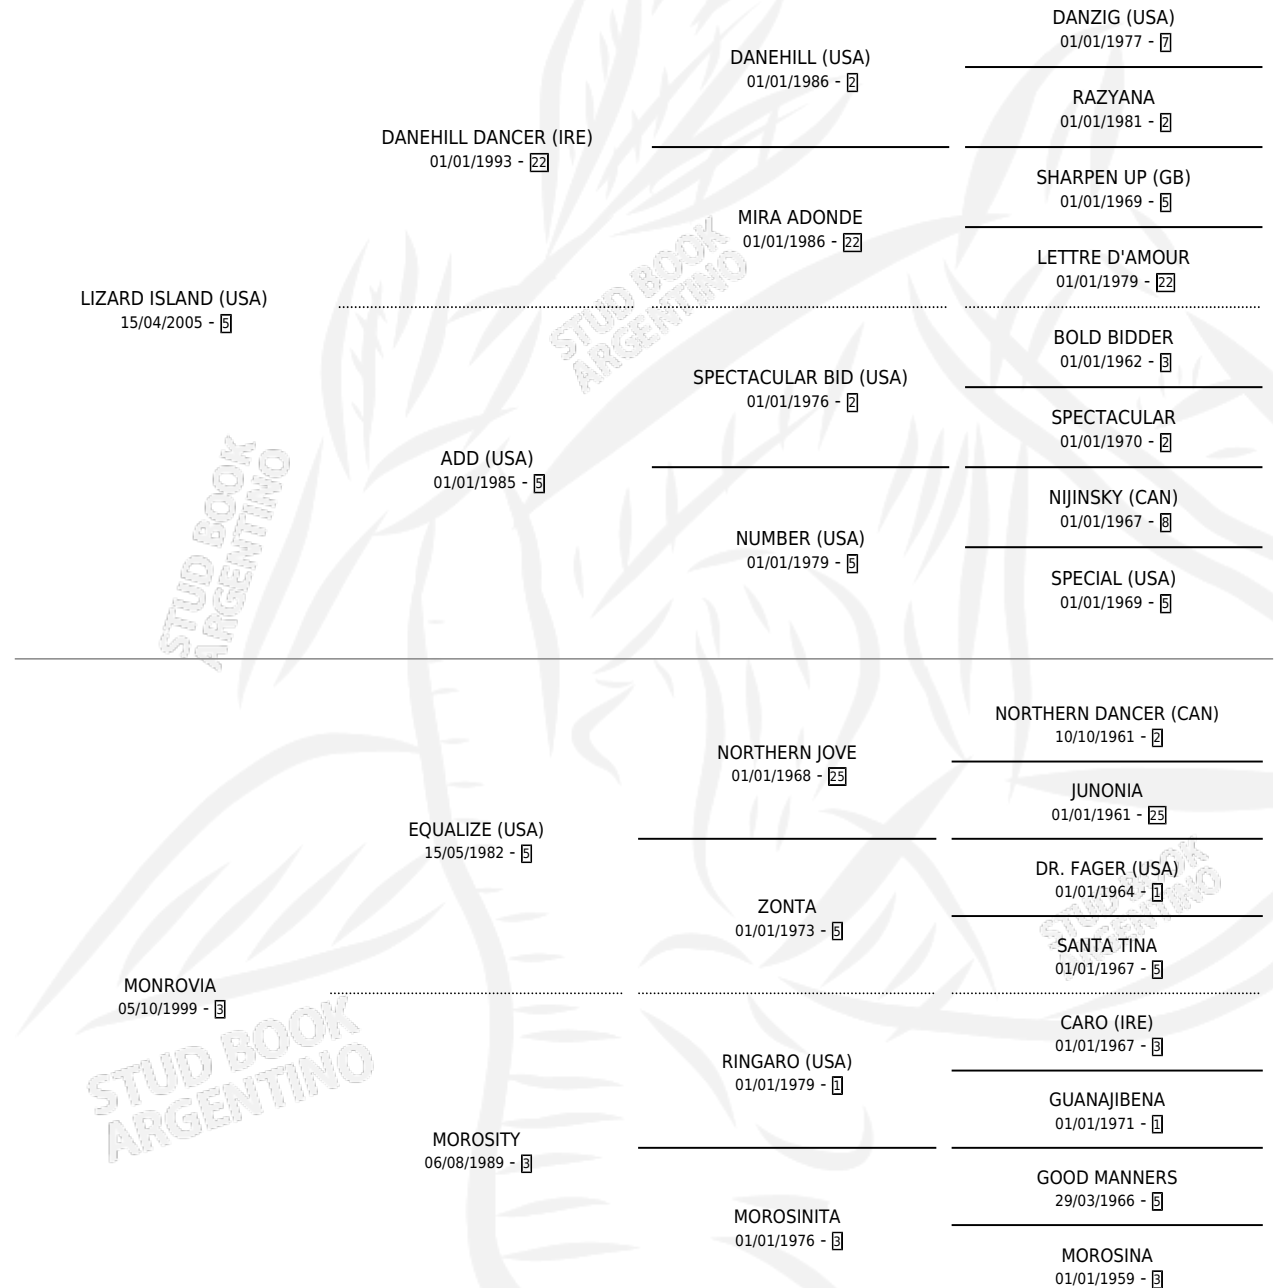 DANZIG (USA)
01/01/1977 - 7
DANEHILL (USA)
01/01/1986 - 2
RAZYANA
01/01/1981 - 2
DANEHILL DANCER (IRE)
01/01/1993 - 22
SHARPEN UP (GB)
01/01/1969 - 5
MIRA ADONDE
01/01/1986 - 22
LETTRE D'AMOUR
01/01/1979 - 22
LIZARD ISLAND (USA)
15/04/2005 - 5
STUD BOOK
ARGENTINO
BOLD BIDDER
01/01/1962 - 3
SPECTACULAR BID (USA)
01/01/1976 - 2
SPECTACULAR
01/01/1970 - 2
ADD (USA)
01/01/1985 - 5
NIJINSKY (CAN)
01/01/1967 - 8
NUMBER (USA)
01/01/1979 - 5
SPECIAL (USA)
01/01/1969 - 5
STUD BOOK
ARGENTINO
NORTHERN DANCER (CAN)
10/10/1961 - 2
NORTHERN JOVE
01/01/1968 - 25
JUNONIA
01/01/1961 - 25
EQUALIZE (USA)
15/05/1982 - 5
DR. FAGER (USA)
01/01/1964 - 1
ZONTA
01/01/1973 - 5
STUD BOOK
ARGENTINO
SANTA TINA
01/01/1967 - 5
MONROVIA
05/10/1999 - 3
STUD BOOK
ARGENTINO
CARO (IRE)
01/01/1967 - 3
RINGARO (USA)
01/01/1979 - 1
GUANAJIBENA
01/01/1971 - 1
MOROSITY
06/08/1989 - 3
GOOD MANNERS
29/03/1966 - 5
MOROSINITA
01/01/1976 - 3
MOROSINA
01/01/1959 - 3